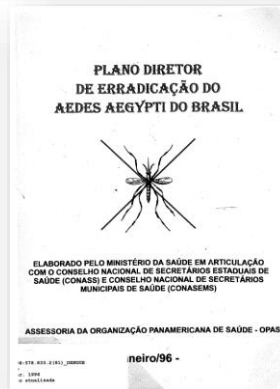 PLANO DIRETOR
DE ERRADICAÇÃO DO
AEDES AEGYPTI DO BRASIL
ELABORADO PELO MINISTÉRIO DA SAÚDE EM ARTICULAÇÃO
COM O CONSELHO NACIONAL DE SECRETÁRIOS ESTADUAIS DE
SAÚDE (CONASS) E CONSELHO NACIONAL DE SECRETÁRIOS
MUNICIPAIS DE SAÚDE (CONASEMS)
ASSESSORIA DA ORGANIZAÇÃO PANAMERICANA DE SAÚDE - OPAS
neiro/96 -
1996
atualizada